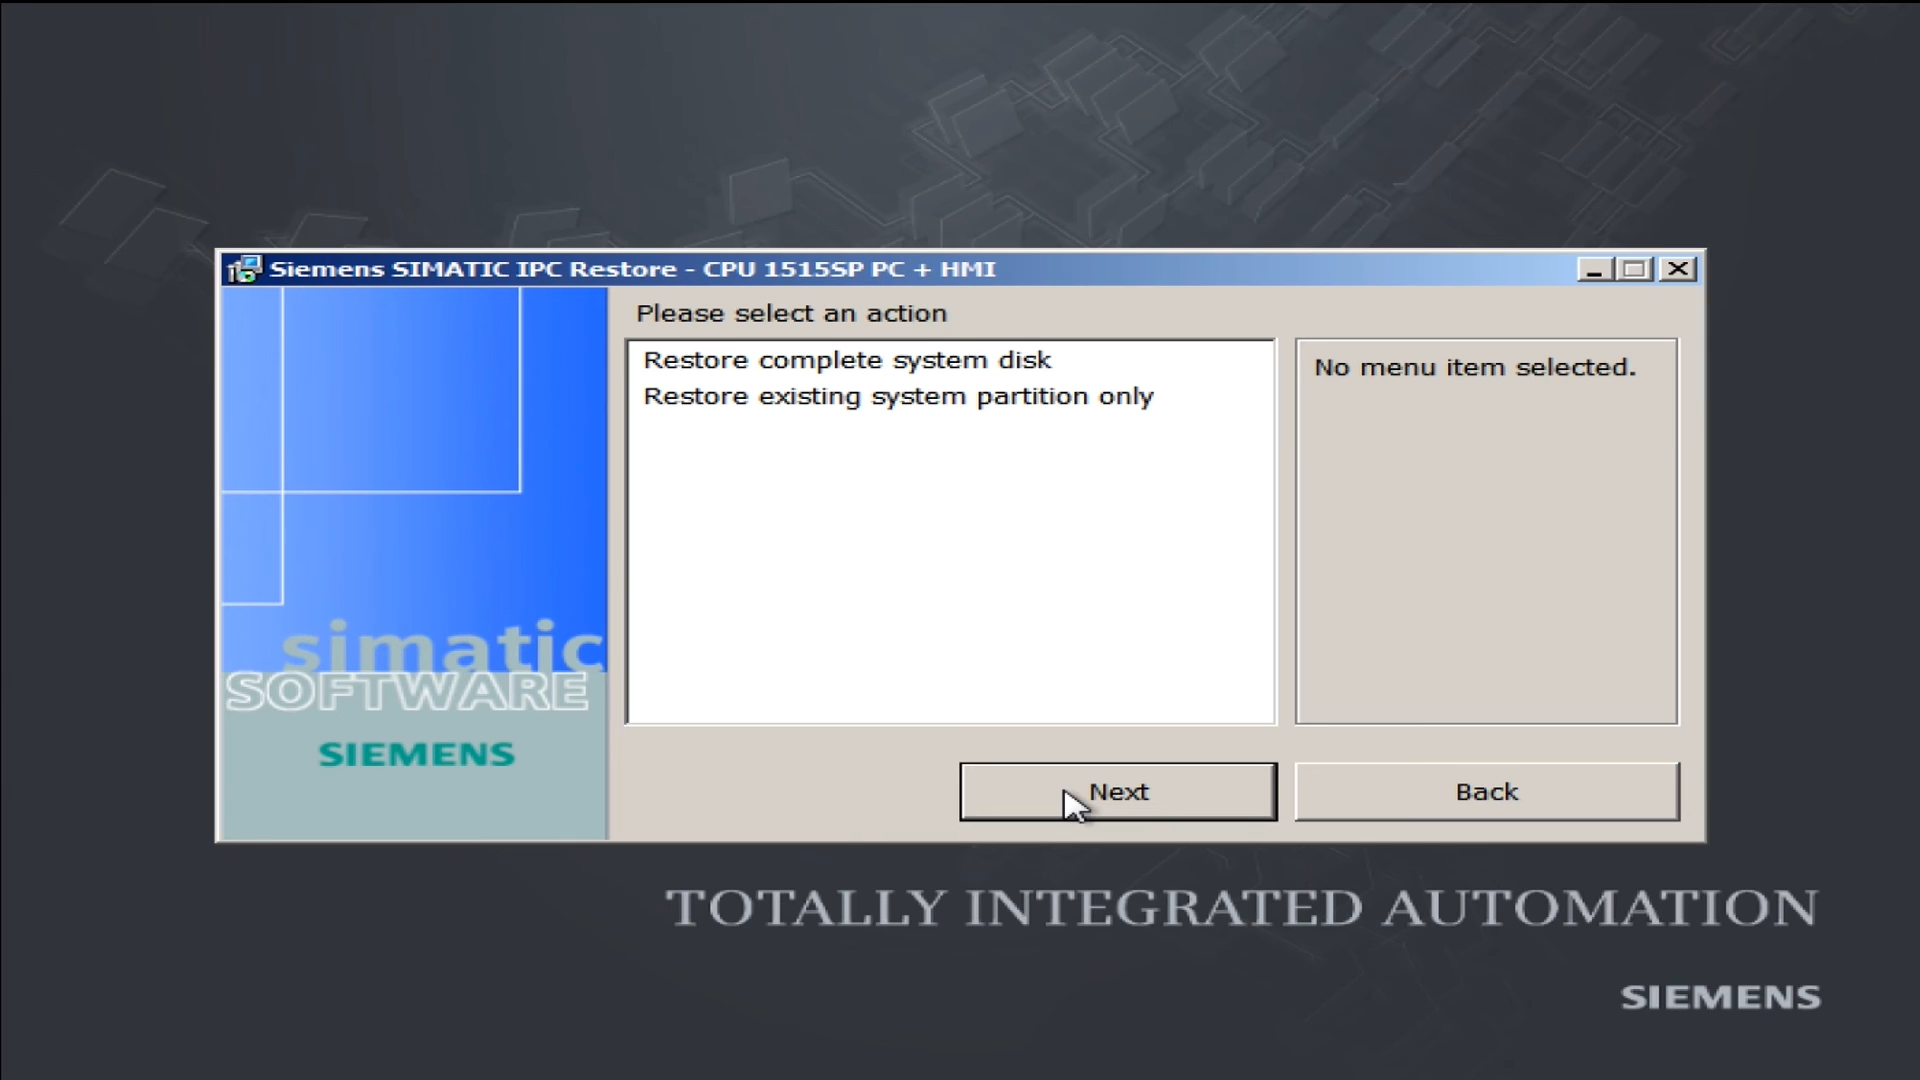 Siemens SIMATIC IPC Restore - CPU 1515SP PC + HMI
Please select an action
Restore complete system disk
Restore existing system partition only
No menu item selected.
simatic
SOFTWARE
SIEMENS
Next
Back
TOTALLY INTEGRATED AUTOMATION
SIEMENS